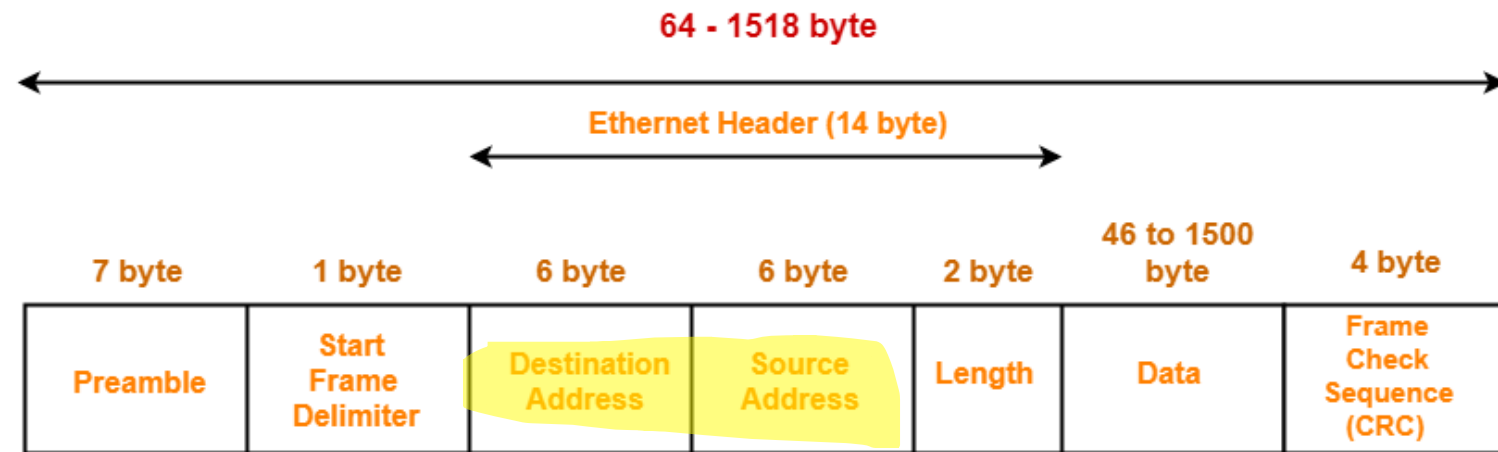 64 - 1518 byte
Ethernet Header (14 byte)
7 byte
1 byte
6 byte
6 byte
2 byte
46 to 1500
byte
4 byte
Preamble
Start
Frame
Delimiter
Destination
Address
Source
Address
Length
Data
Frame
Check
Sequence
(CRC)